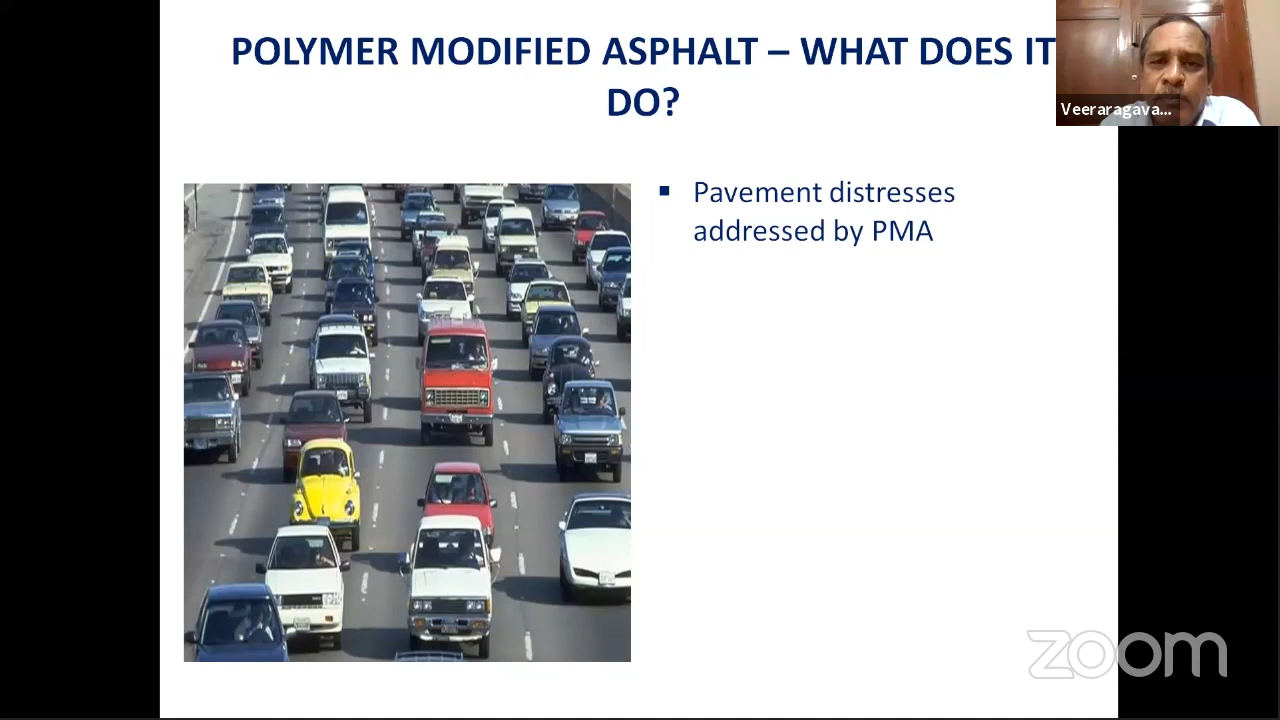 POLYMER MODIFIED ASPHALT – WHAT DOES IT
DO?
Veeraragava...
▪ Pavement distresses
addressed by PMA
zoom